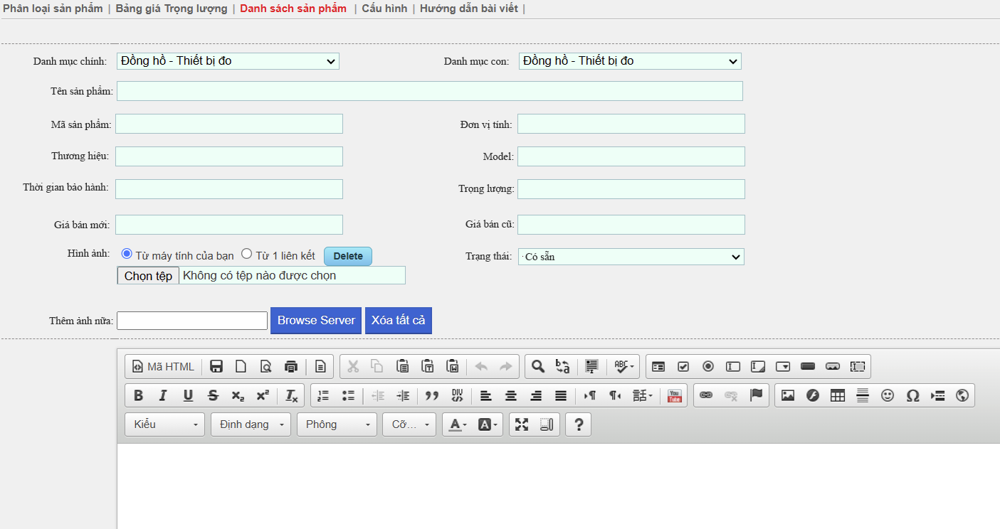 Phân loại sản phẩm | Bảng giá Trọng lượng | Danh sách sản phẩm | Cấu hình | Hướng dẫn bài viết |
Danh mục chính: Đồng hồ - Thiết bị đo Danh mục con: Đồng hồ - Thiết bị đo
Tên sản phẩm:
Mã sản phẩm: Đơn vị tính:
Thương hiệu: Model:
Thời gian bảo hành: Trọng lượng:
Giá bán mới: Giá bán cũ:
Hình ảnh: Từ máy tính của bạn Từ 1 liên kết Delete Trạng thái: Có sẵn
Chọn tệp Không có tệp nào được chọn
Thêm ảnh nữa: Browse Server Xóa tất cả
Mã HTML
Kiểu Định dạng Phông Cỡ...